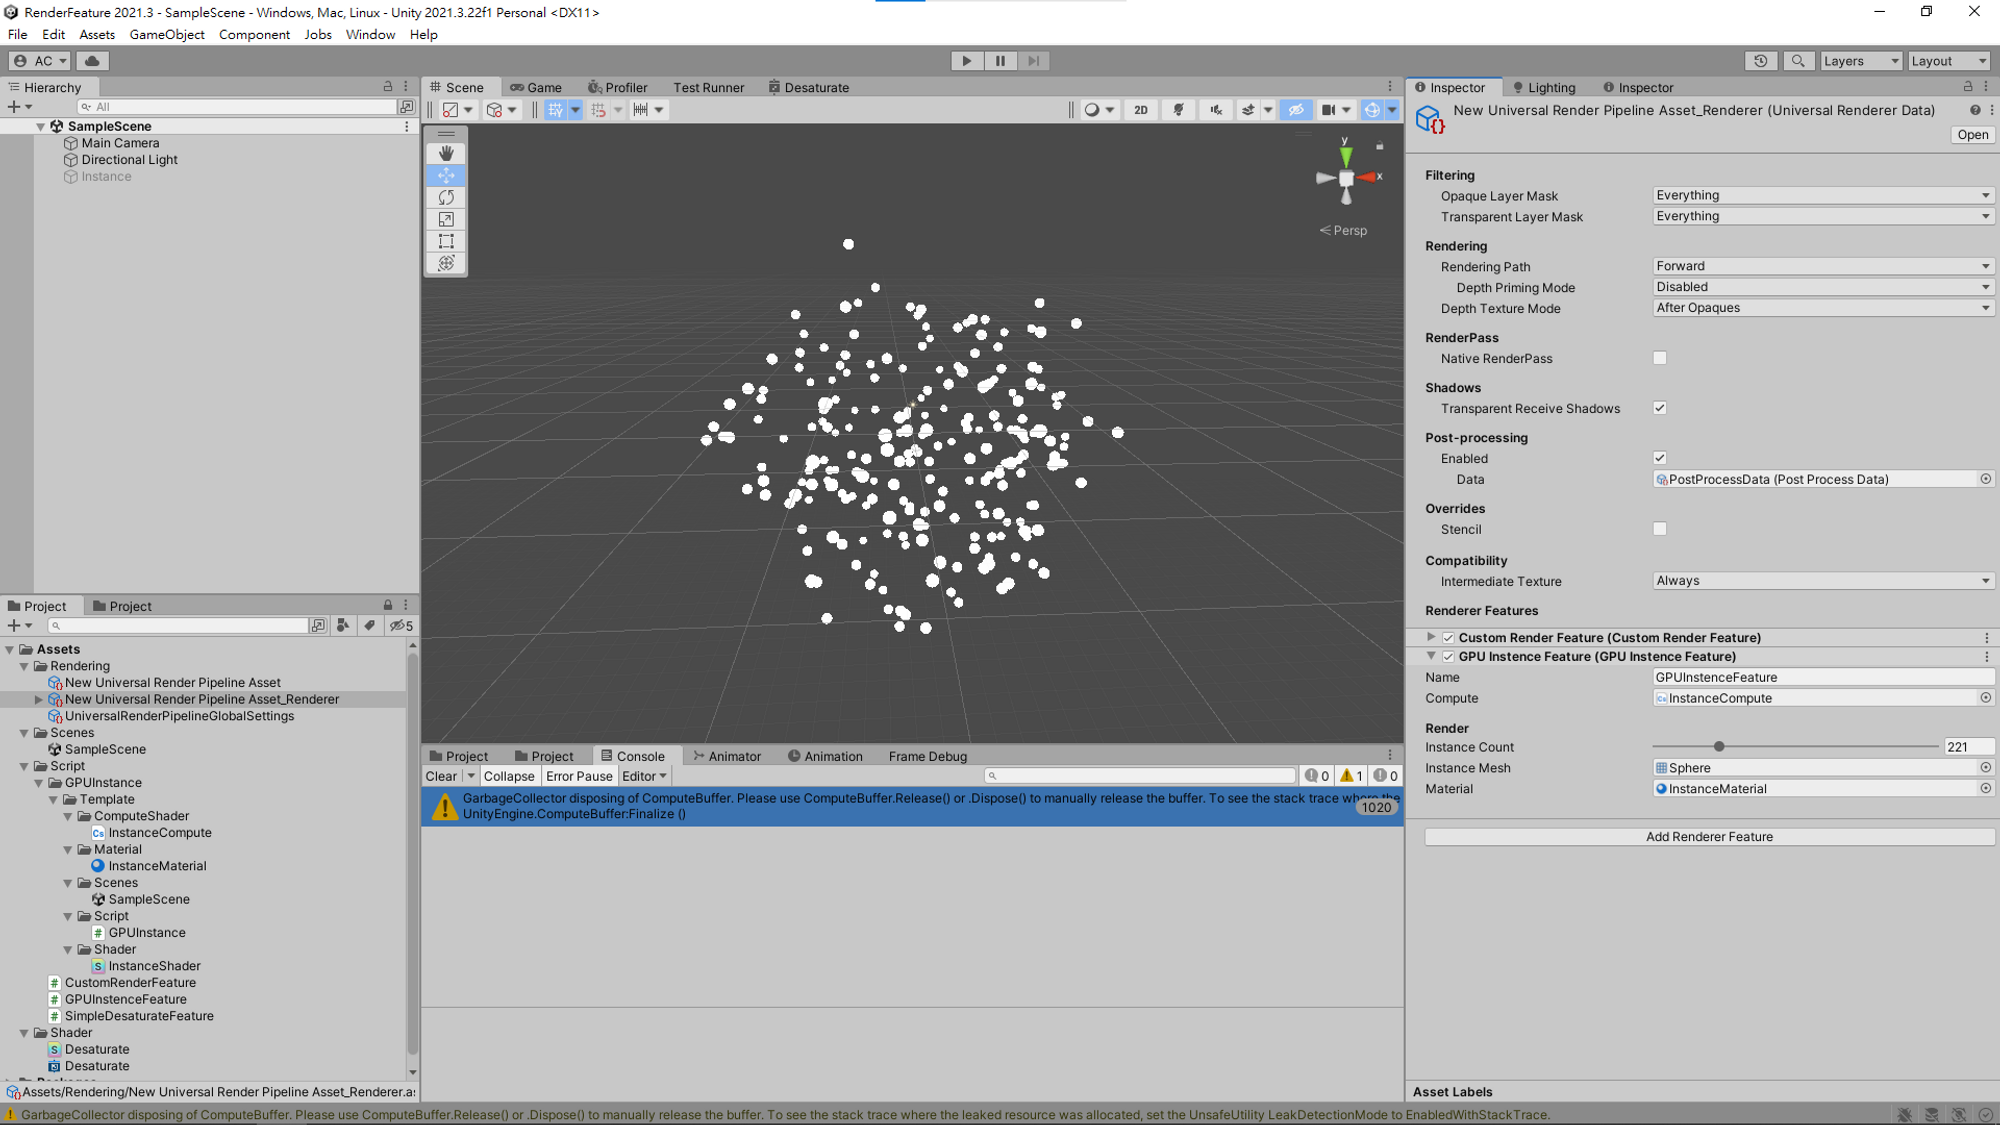 RenderFeature 2021.3 - SampleScene - Windows, Mac, Linux - Unity 2021.3.22f1 Personal <DX11>
File Edit Assets GameObject Component Jobs Window Help
AC
Layers Layout
Hierarchy
All
SampleScene
Main Camera
Directional Light
Instance
Scene Game Profiler Test Runner Desaturate
2D
y
x
Persp
Inspector Lighting Inspector
New Universal Render Pipeline Asset_Renderer (Universal Renderer Data)
Open
Filtering
Opaque Layer Mask Everything
Transparent Layer Mask Everything
Rendering
Rendering Path Forward
Depth Priming Mode Disabled
Depth Texture Mode After Opaques
RenderPass
Native RenderPass
Shadows
Transparent Receive Shadows
Post-processing
Enabled
Data PostProcessData (Post Process Data)
Overrides
Stencil
Compatibility
Intermediate Texture Always
Renderer Features
Custom Render Feature (Custom Render Feature)
GPU Instence Feature (GPU Instence Feature)
Name GPUInstenceFeature
Compute InstanceCompute
Render
Instance Count 221
Instance Mesh Sphere
Material InstanceMaterial
Add Renderer Feature
Asset Labels
Project Project
5
Assets
Rendering
New Universal Render Pipeline Asset
New Universal Render Pipeline Asset_Renderer
UniversalRenderPipelineGlobalSettings
Scenes
SampleScene
Script
GPUInstance
Template
ComputeShader
InstanceCompute
Material
InstanceMaterial
Scenes
SampleScene
Script
GPUInstance
Shader
InstanceShader
CustomRenderFeature
GPUInstenceFeature
SimpleDesaturateFeature
Shader
Desaturate
Desaturate
Assets/Rendering/New Universal Render Pipeline Asset_Renderer.as
Project Project Console Animator Animation Frame Debug
Clear Collapse Error Pause Editor 0 1 0
GarbageCollector disposing of ComputeBuffer. Please use ComputeBuffer.Release() or .Dispose() to manually release the buffer. To see the stack trace where the
UnityEngine.ComputeBuffer:Finalize ()
1020
GarbageCollector disposing of ComputeBuffer. Please use ComputeBuffer.Release() or .Dispose() to manually release the buffer. To see the stack trace where the leaked resource was allocated, set the UnsafeUtility LeakDetectionMode to EnabledWithStackTrace.